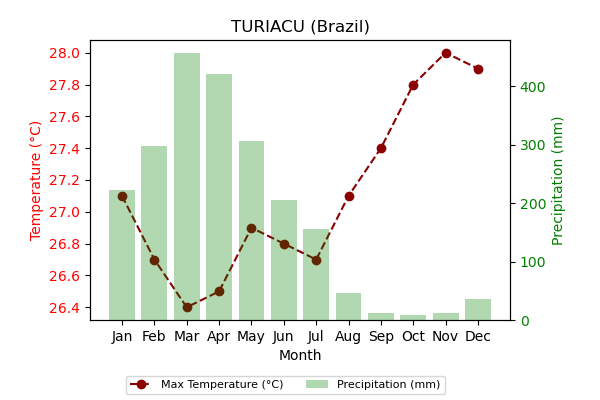 TURIACU (Brazil)
28.0
27.8
27.6
27.4
27.2
27.0
26.8
26.6
26.4
Temperature (°C)
400
300
200
100
0
Precipitation (mm)
Jan Feb Mar Apr May Jun Jul Aug Sep Oct Nov Dec
Month
Max Temperature (°C) Precipitation (mm)